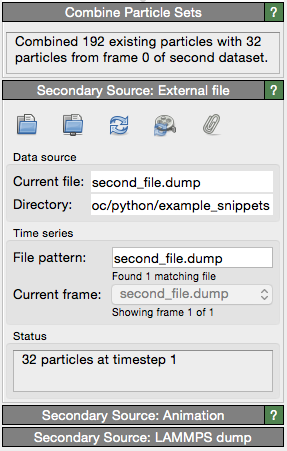 Combine Particle Sets ?
Combined 192 existing particles with 32
particles from frame 0 of second dataset.
Secondary Source: External file ?
Data source
Current file: second_file.dump
Directory: oc/python/example_snippets
Time series
File pattern: second_file.dump
Found 1 matching file
Current frame: second_file.dump
Showing frame 1 of 1
Status
32 particles at timestep 1
Secondary Source: Animation ?
Secondary Source: LAMMPS dump